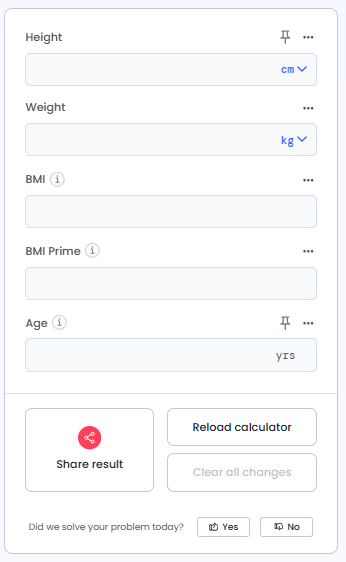 Height
cm
Weight
kg
BMI i
BMI Prime i
Age i
yrs
Share result
Reload calculator
Clear all changes
Did we solve your problem today? Yes No